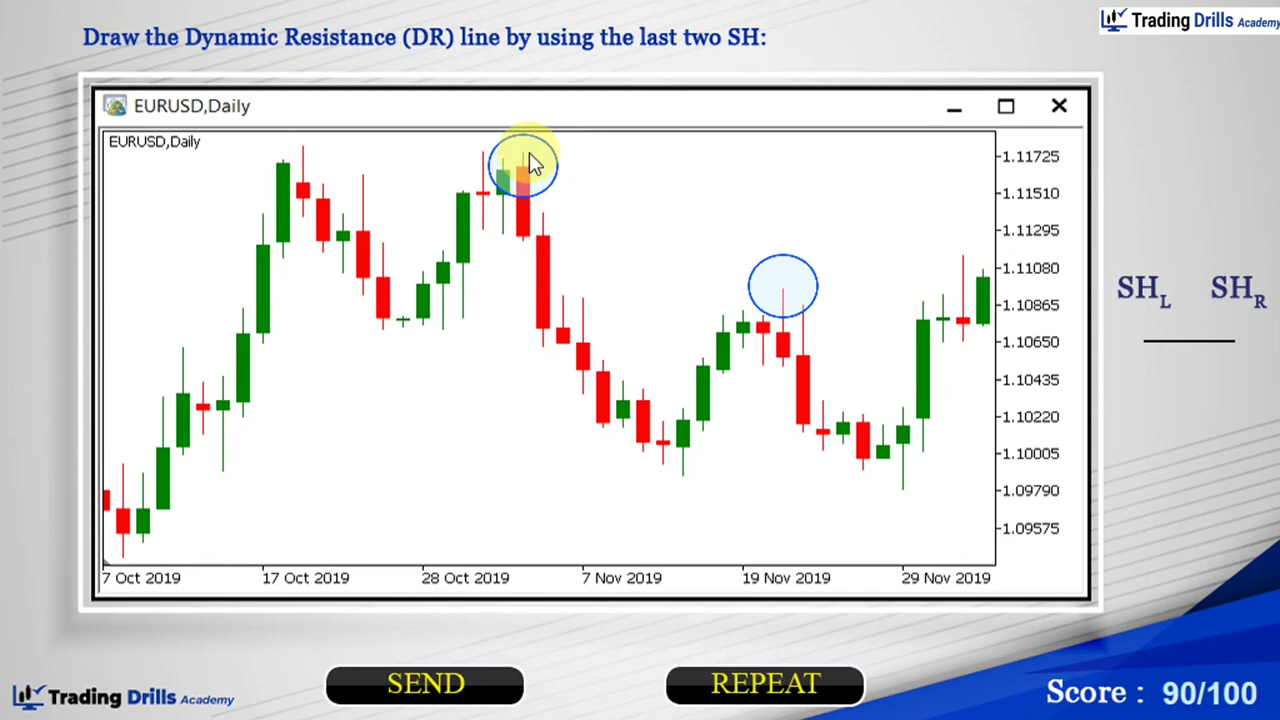 Draw the Dynamic Resistance (DR) line by using the last two SH:
Trading Drills Academy
EURUSD,Daily
EURUSD,Daily
1.11725
1.11510
1.11295
1.11080
1.10865
1.10650
1.10435
1.10220
1.10005
1.09790
1.09575
7 Oct 2019 17 Oct 2019 28 Oct 2019 7 Nov 2019 19 Nov 2019 29 Nov 2019
SHL SHR
SEND REPEAT
Trading Drills Academy
Score : 90/100